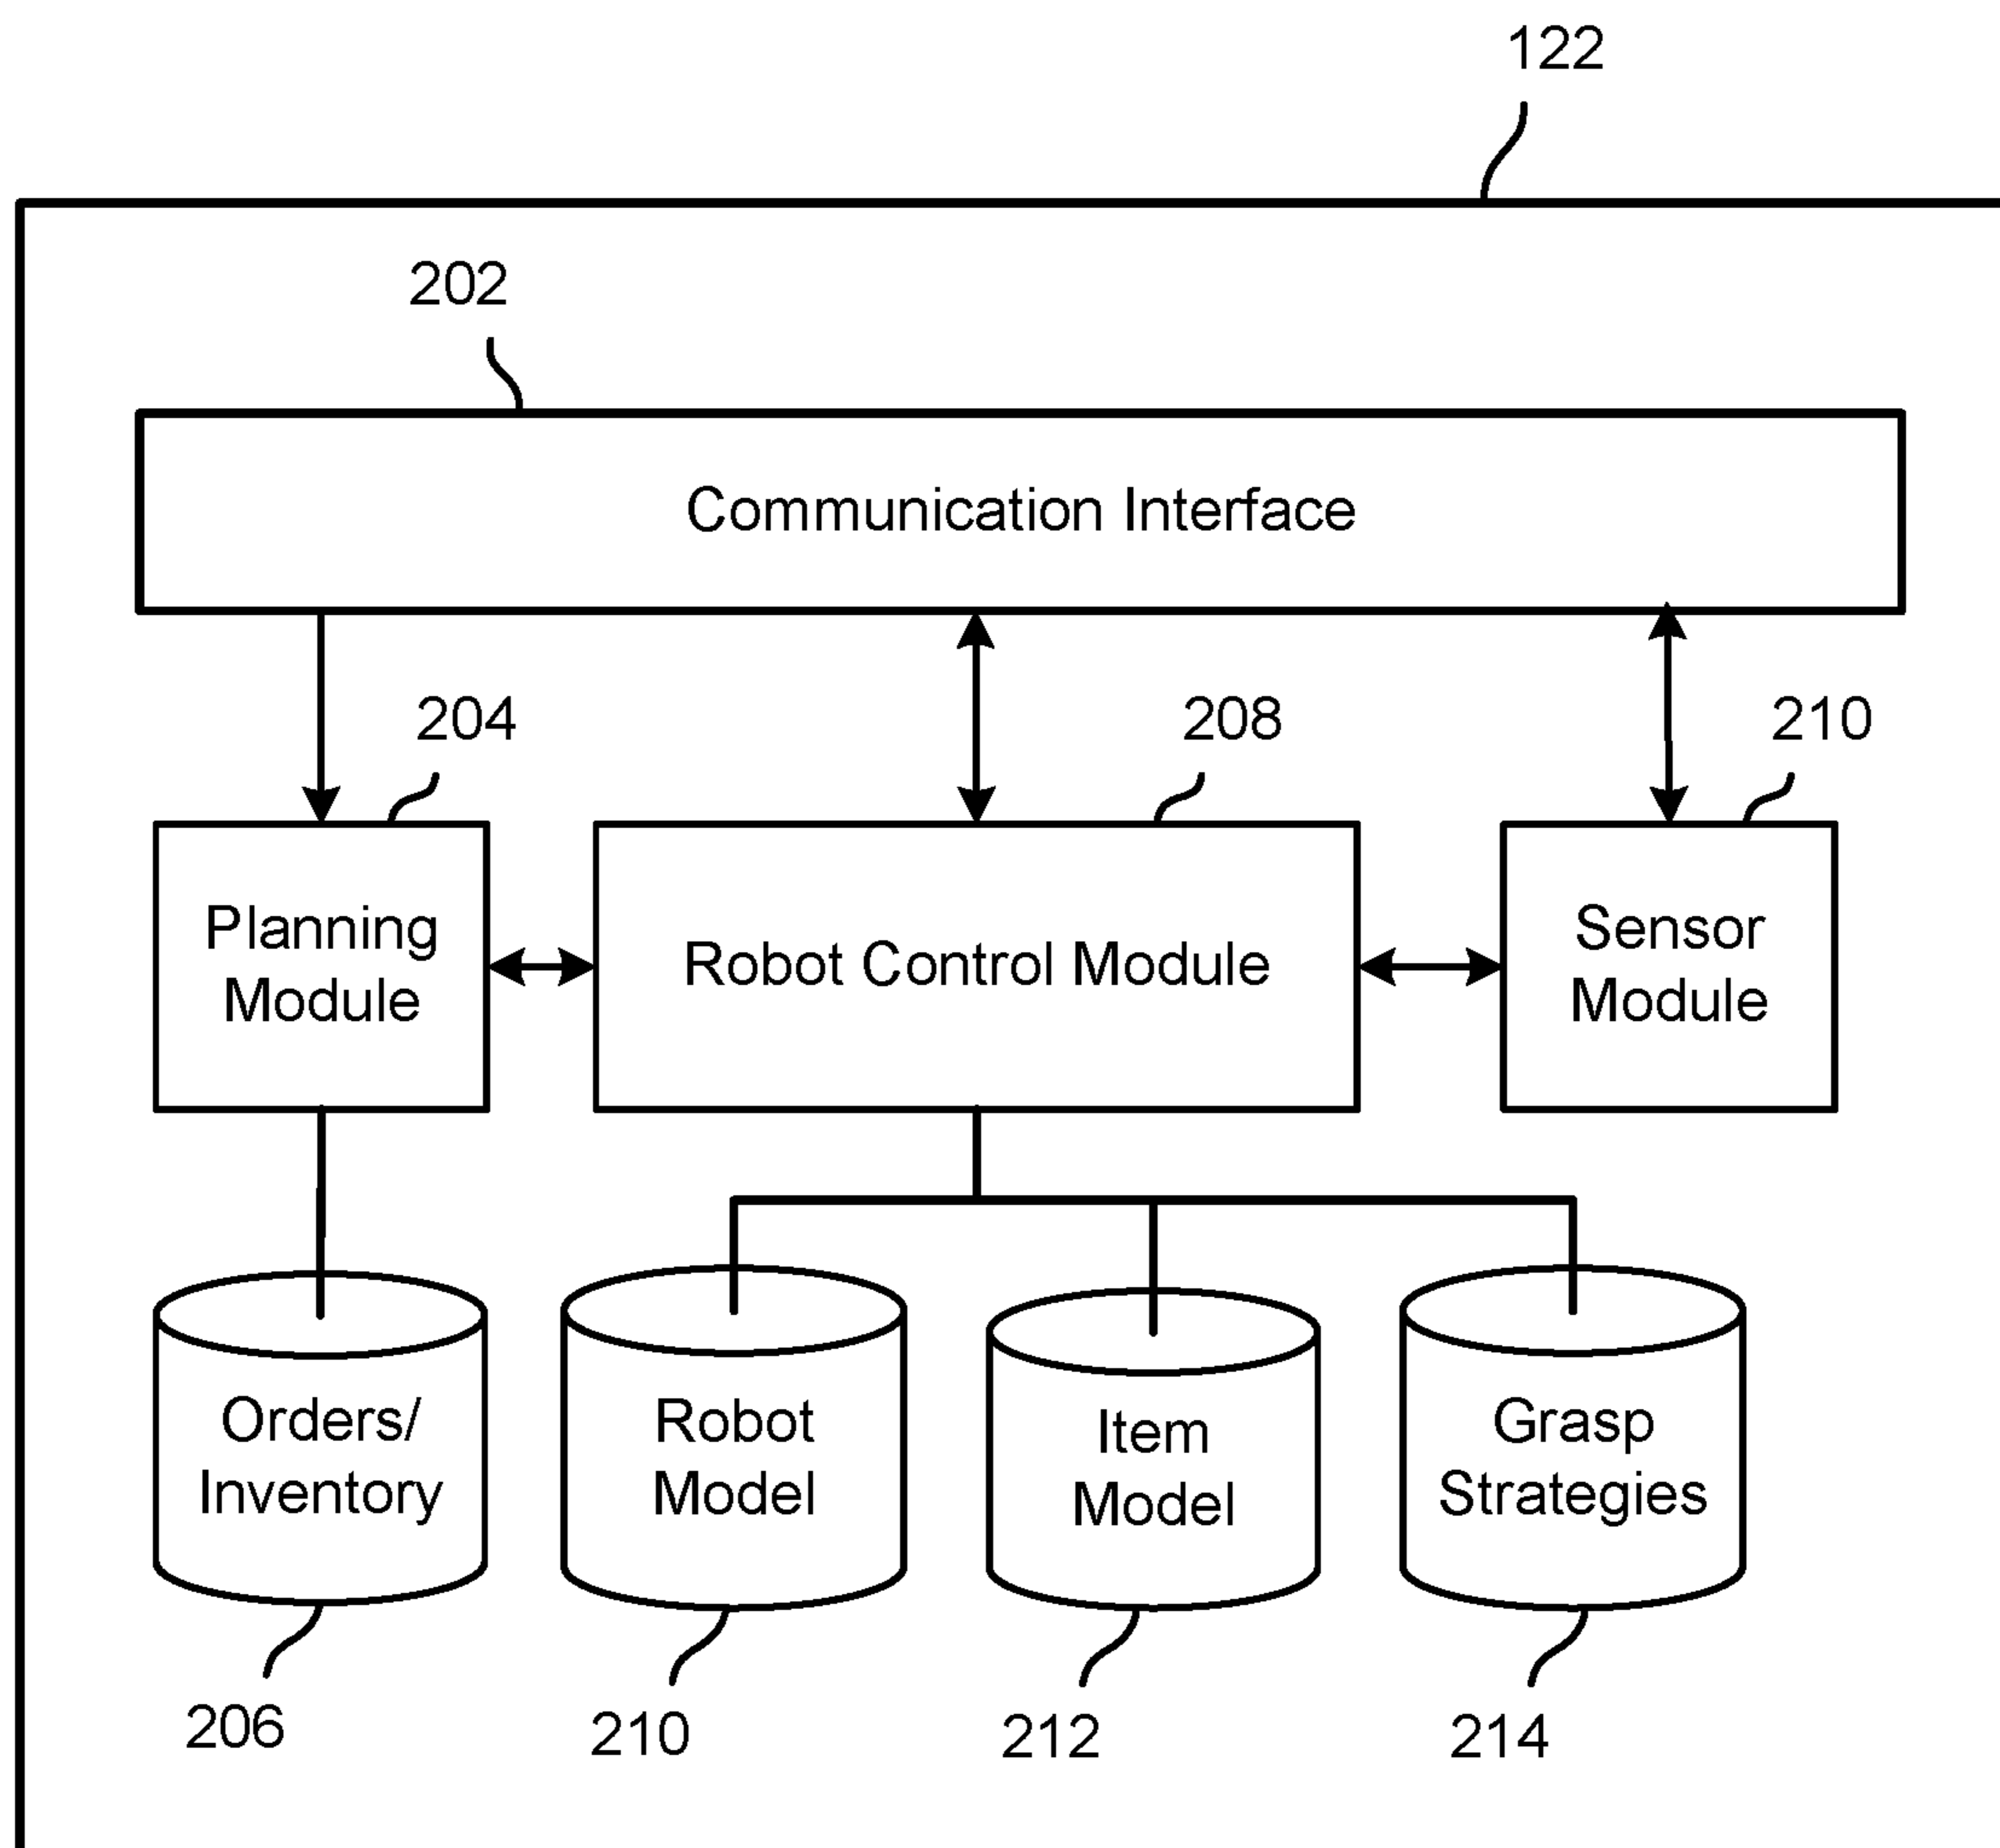 122
202
Communication Interface
204
208
210
Planning
Module
Robot Control Module
Sensor
Module
Orders/
Inventory
Robot
Model
Item
Model
Grasp
Strategies
206
210
212
214